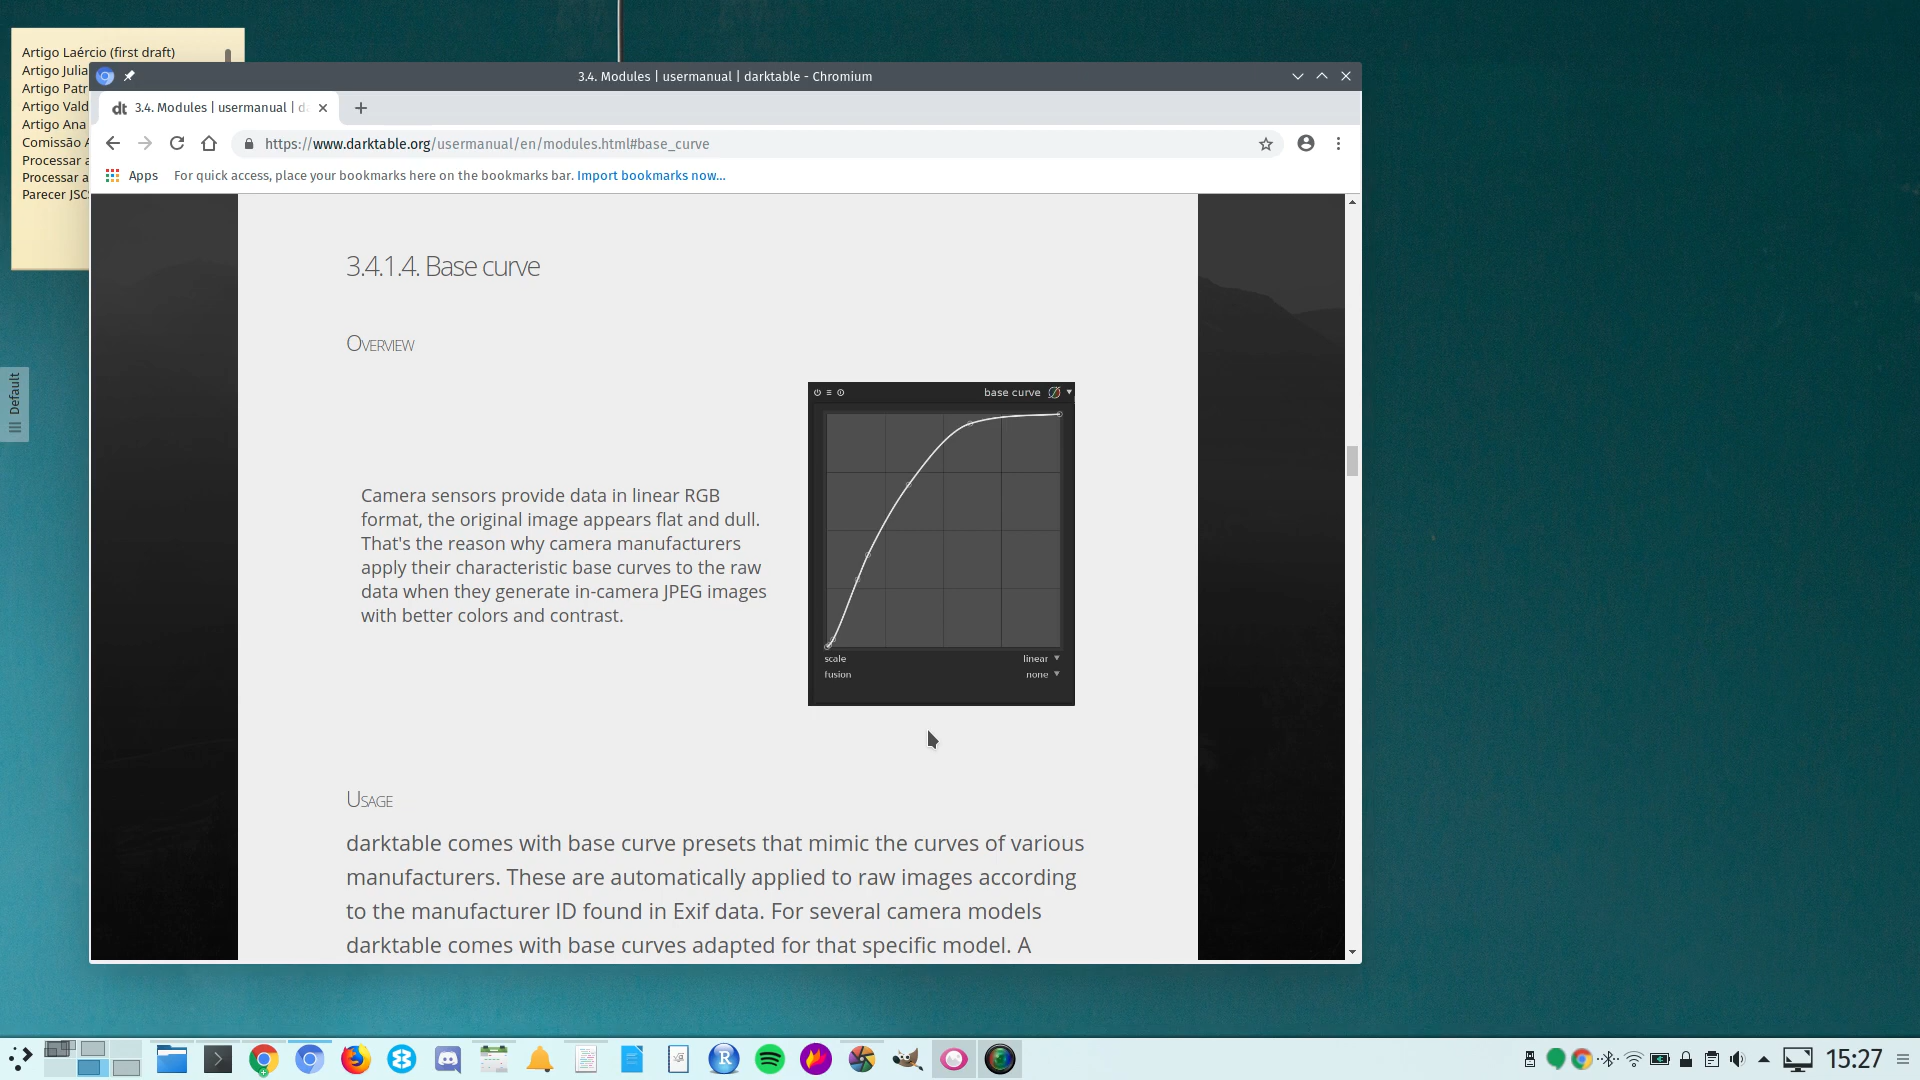 Artigo Laércio (first draft)
Artigo Julia
Artigo Patr
Artigo Vald
Artigo Ana
Comissão A
Processar a
Processar a
Parecer JSC
3.4. Modules | usermanual | darktable - Chromium
dt 3.4. Modules | usermanual | d
https://www.darktable.org/usermanual/en/modules.html#base_curve
Apps For quick access, place your bookmarks here on the bookmarks bar. Import bookmarks now...
Default
3.4.1.4. Base curve
Overview
base curve
Camera sensors provide data in linear RGB
format, the original image appears flat and dull.
That's the reason why camera manufacturers
apply their characteristic base curves to the raw
data when they generate in-camera JPEG images
with better colors and contrast.
scale linear
fusion none
Usage
darktable comes with base curve presets that mimic the curves of various
manufacturers. These are automatically applied to raw images according
to the manufacturer ID found in Exif data. For several camera models
darktable comes with base curves adapted for that specific model. A
R
15:27